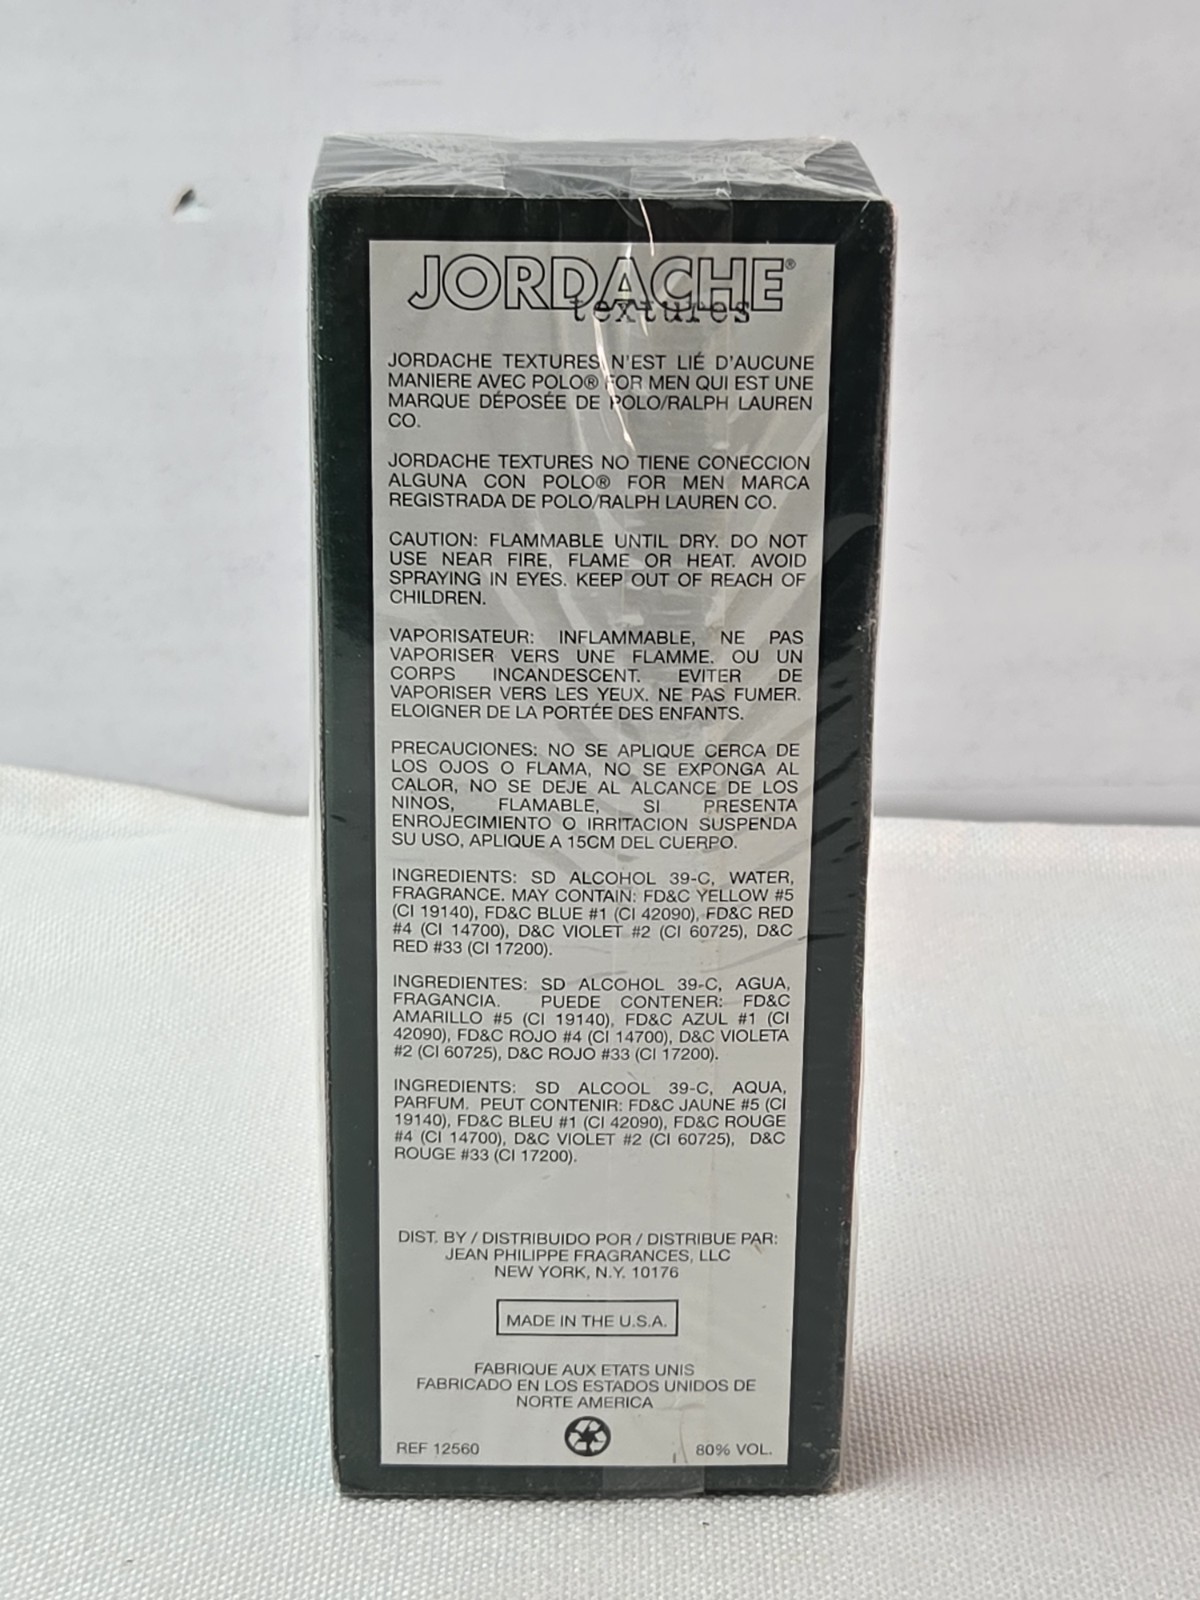 JORDACHE®
textures
JORDACHE TEXTURES N'EST LIÉ D'AUCUNE
MANIERE AVEC POLO® FOR MEN QUI EST UNE
MARQUE DÉPOSÉE DE POLO/RALPH LAUREN
CO.
JORDACHE TEXTURES NO TIENE CONECCION
ALGUNA CON POLO® FOR MEN MARCA
REGISTRADA DE POLO/RALPH LAUREN CO.
CAUTION: FLAMMABLE UNTIL DRY. DO NOT
USE NEAR FIRE, FLAME OR HEAT. AVOID
SPRAYING IN EYES. KEEP OUT OF REACH OF
CHILDREN.
VAPORISATEUR: INFLAMMABLE, NE PAS
VAPORISER VERS UNE FLAMME. OU UN
CORPS INCANDESCENT. EVITER DE
VAPORISER VERS LES YEUX. NE PAS FUMER.
ELOIGNER DE LA PORTÉE DES ENFANTS.
PRECAUCIONES: NO SE APLIQUE CERCA DE
LOS OJOS O FLAMA, NO SE EXPONGA AL
CALOR, NO SE DEJE AL ALCANCE DE LOS
NINOS, FLAMABLE, SI PRESENTA
ENROJECIMIENTO O IRRITACION SUSPENDA
SU USO, APLIQUE A 15CM DEL CUERPO.
INGREDIENTS: SD ALCOHOL 39-C, WATER,
FRAGRANCE. MAY CONTAIN: FD&C YELLOW #5
(CI 19140), FD&C BLUE #1 (CI 42090), FD&C RED
#4 (CI 14700), D&C VIOLET #2 (CI 60725), D&C
RED #33 (CI 17200).
INGREDIENTES: SD ALCOHOL 39-C, AGUA,
FRAGANCIA. PUEDE CONTENER: FD&C
AMARILLO #5 (CI 19140), FD&C AZUL #1 (CI
42090), FD&C ROJO #4 (CI 14700), D&C VIOLETA
#2 (CI 60725), D&C ROJO #33 (CI 17200).
INGREDIENTS: SD ALCOOL 39-C, AQUA,
PARFUM. PEUT CONTENIR: FD&C JAUNE #5 (CI
19140), FD&C BLEU #1 (CI 42090), FD&C ROUGE
#4 (CI 14700), D&C VIOLET #2 (CI 60725), D&C
ROUGE #33 (CI 17200).
DIST. BY / DISTRIBUIDO POR / DISTRIBUE PAR:
JEAN PHILIPPE FRAGRANCES, LLC
NEW YORK, N.Y. 10176
MADE IN THE U.S.A.
FABRIQUE AUX ETATS UNIS
FABRICADO EN LOS ESTADOS UNIDOS DE
NORTE AMERICA
REF 12560 80% VOL.